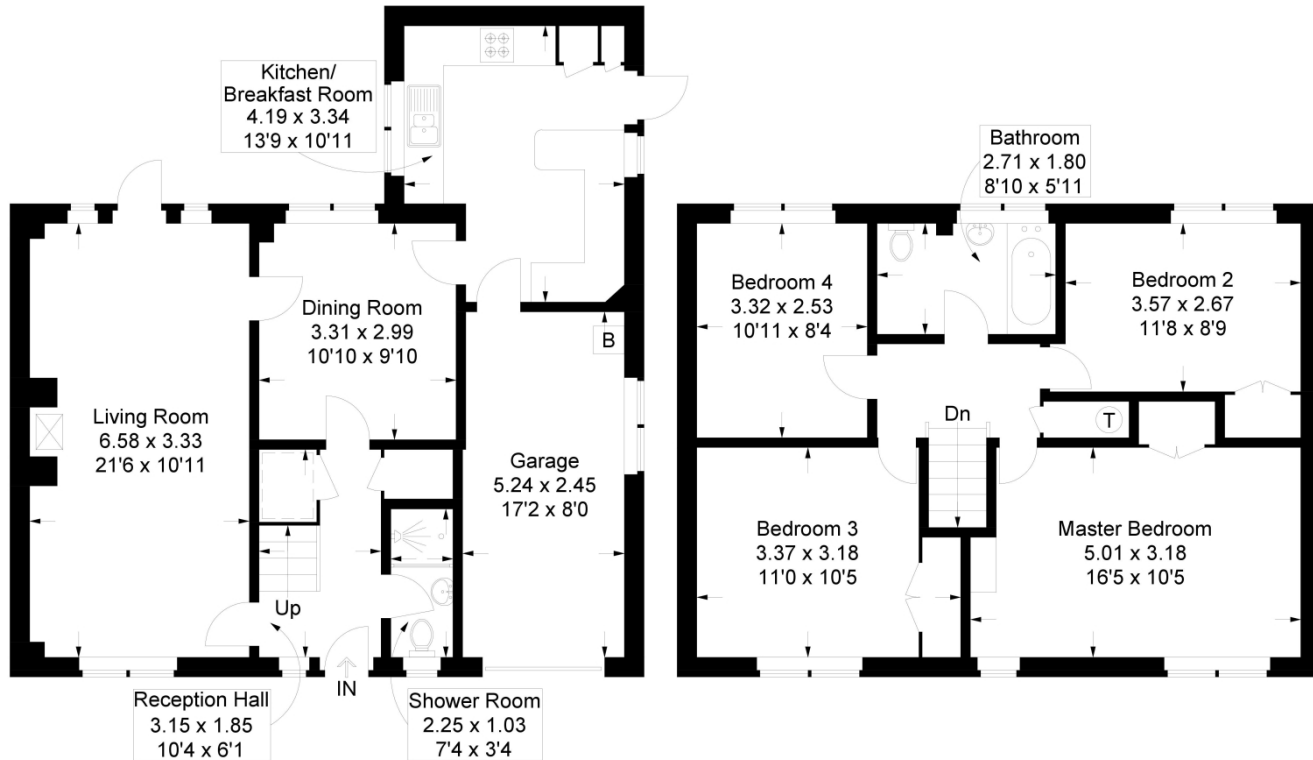 Kitchen/
Breakfast Room
4.19 x 3.34
13'9 x 10'11
Dining Room
3.31 x 2.99
10'10 x 9'10
B
Living Room
6.58 x 3.33
21'6 x 10'11
Garage
5.24 x 2.45
17'2 x 8'0
Up
IN
Reception Hall
3.15 x 1.85
10'4 x 6'1
Shower Room
2.25 x 1.03
7'4 x 3'4
Bathroom
2.71 x 1.80
8'10 x 5'11
Bedroom 4
3.32 x 2.53
10'11 x 8'4
Bedroom 2
3.57 x 2.67
11'8 x 8'9
Dn
T
Bedroom 3
3.37 x 3.18
11'0 x 10'5
Master Bedroom
5.01 x 3.18
16'5 x 10'5